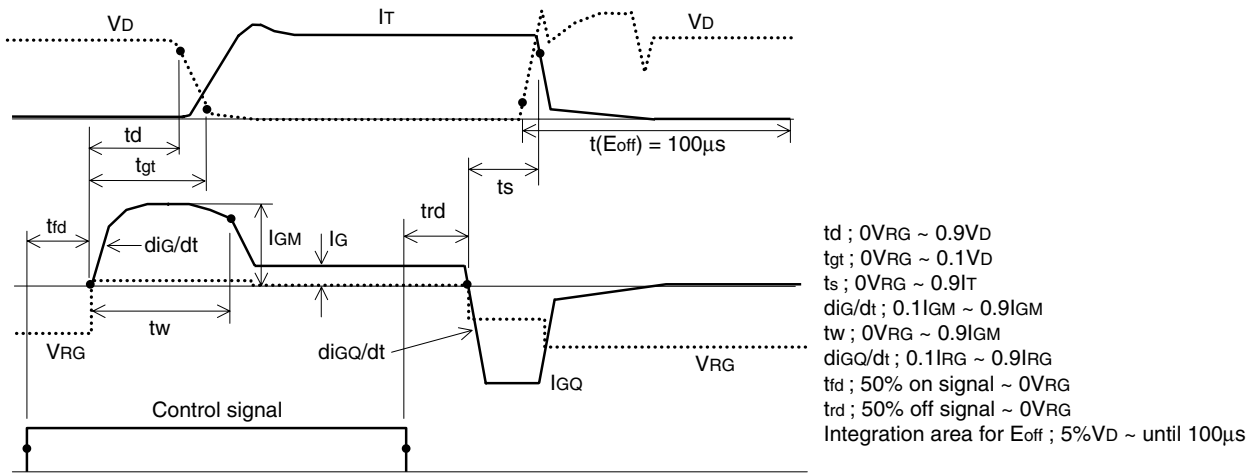 VD
IT
VD
td
tgt
ts
t(Eoff) = 100μs
tfd
diG/dt
IGM
IG
trd
tw
VRG
diGQ/dt
IGQ
VRG
Control signal
td ; 0VRG ~ 0.9VD
tgt ; 0VRG ~ 0.1VD
ts ; 0VRG ~ 0.9IT
diG/dt ; 0.1IGM ~ 0.9IGM
tw ; 0VRG ~ 0.9IGM
diGQ/dt ; 0.1IRG ~ 0.9IRG
tfd ; 50% on signal ~ 0VRG
trd ; 50% off signal ~ 0VRG
Integration area for Eoff ; 5%VD ~ until 100μs